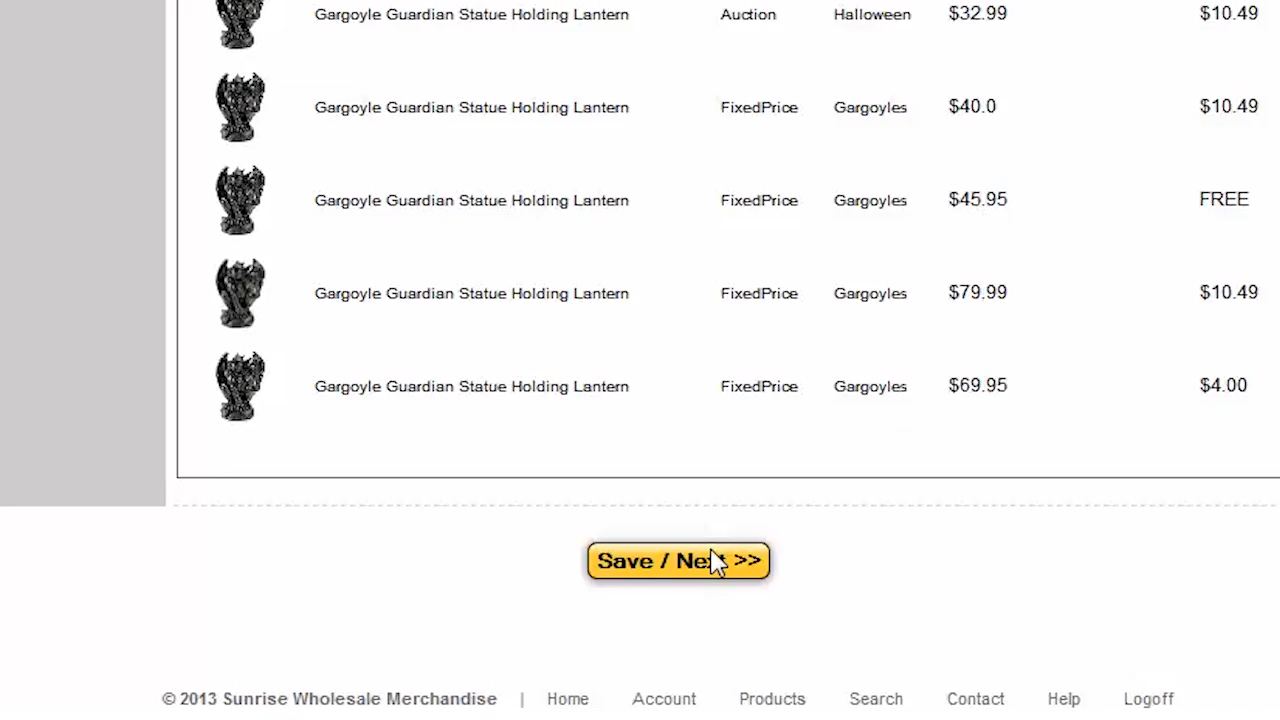 Gargoyle Guardian Statue Holding Lantern Auction Halloween $32.99 $10.49
Gargoyle Guardian Statue Holding Lantern FixedPrice Gargoyles $40.0 $10.49
Gargoyle Guardian Statue Holding Lantern FixedPrice Gargoyles $45.95 FREE
Gargoyle Guardian Statue Holding Lantern FixedPrice Gargoyles $79.99 $10.49
Gargoyle Guardian Statue Holding Lantern FixedPrice Gargoyles $69.95 $4.00
Save / Next >>
© 2013 Sunrise Wholesale Merchandise | Home Account Products Search Contact Help Logoff